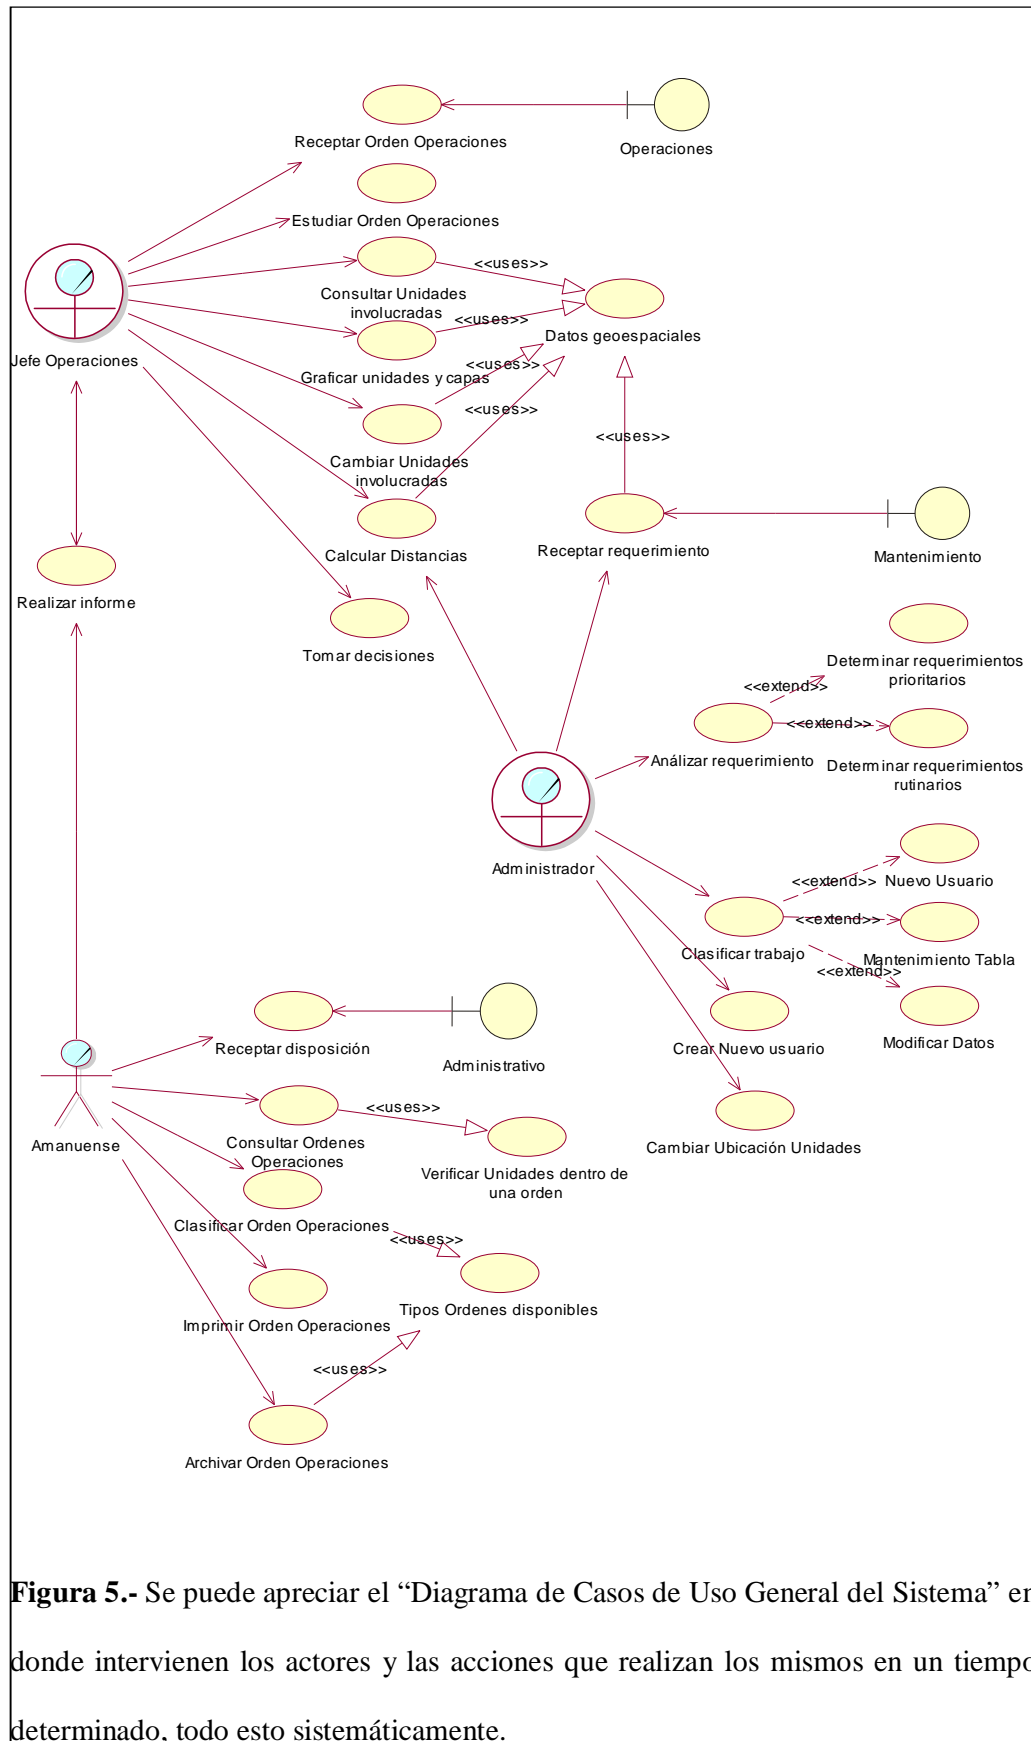 Receptar Orden Operaciones
Operaciones
Estudiar Orden Operaciones
<<uses>>
Consultar Unidades
involucradas
<<uses>>
Datos geoespaciales
Jefe Operaciones
Graficar unidades y capas
<<uses>>
<<uses>>
<<uses>>
Cambiar Unidades
involucradas
Calcular Distancias
Receptar requerimiento
Mantenimiento
Realizar informe
Tomar decisiones
Determinar requerimientos
prioritarios
<<extend>>
<<extend>>
Análizar requerimiento
Determinar requerimientos
rutinarios
Administrador
<<extend>>
Nuevo Usuario
<<extend>>
Clasificar trabajo
Mantenimiento Tabla
<<extend>>
Modificar Datos
Crear Nuevo usuario
Receptar disposición
Administrativo
Amanuense
<<uses>>
Consultar Ordenes
Operaciones
Verificar Unidades dentro de
una orden
Cambiar Ubicación Unidades
Clasificar Orden Operaciones
<<uses>>
Tipos Ordenes disponibles
Imprimir Orden Operaciones
<<uses>>
Archivar Orden Operaciones
Figura 5.- Se puede apreciar el “Diagrama de Casos de Uso General del Sistema” en
donde intervienen los actores y las acciones que realizan los mismos en un tiempo
determinado, todo esto sistemáticamente.